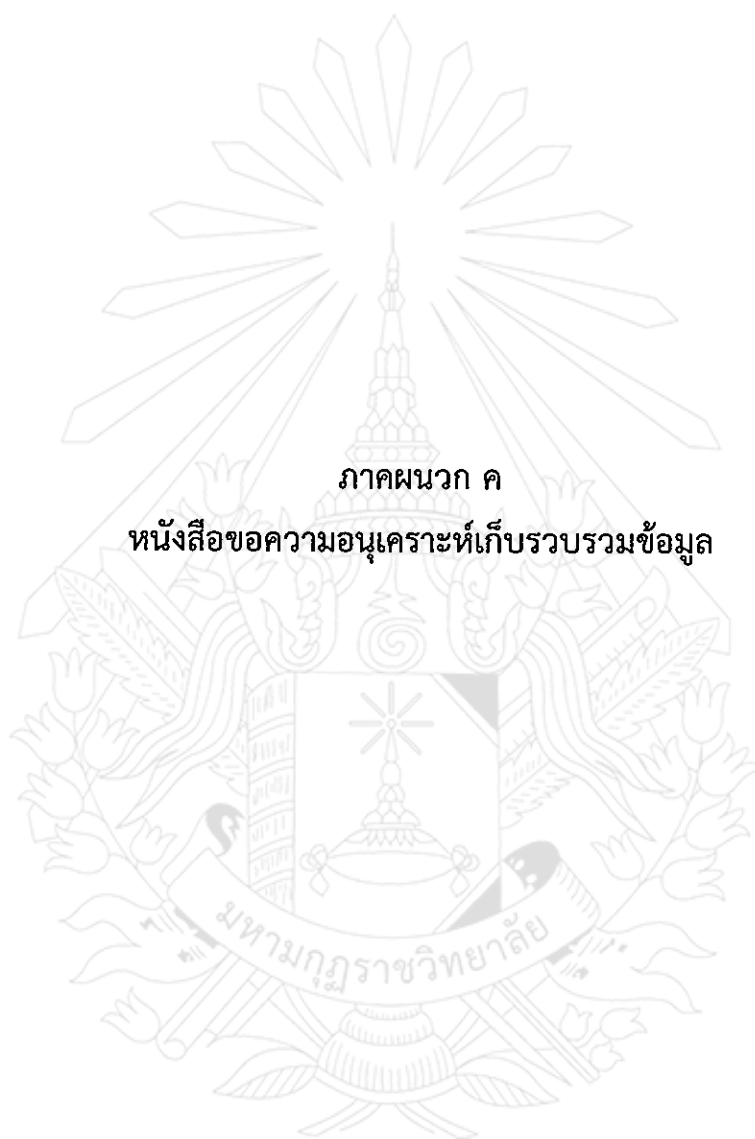 ภาคผนวก ค
หนังสือขอความอนุเคราะห์เก็บรวบรวมข้อมูล
มหามกุฏราชวิทยาลัย